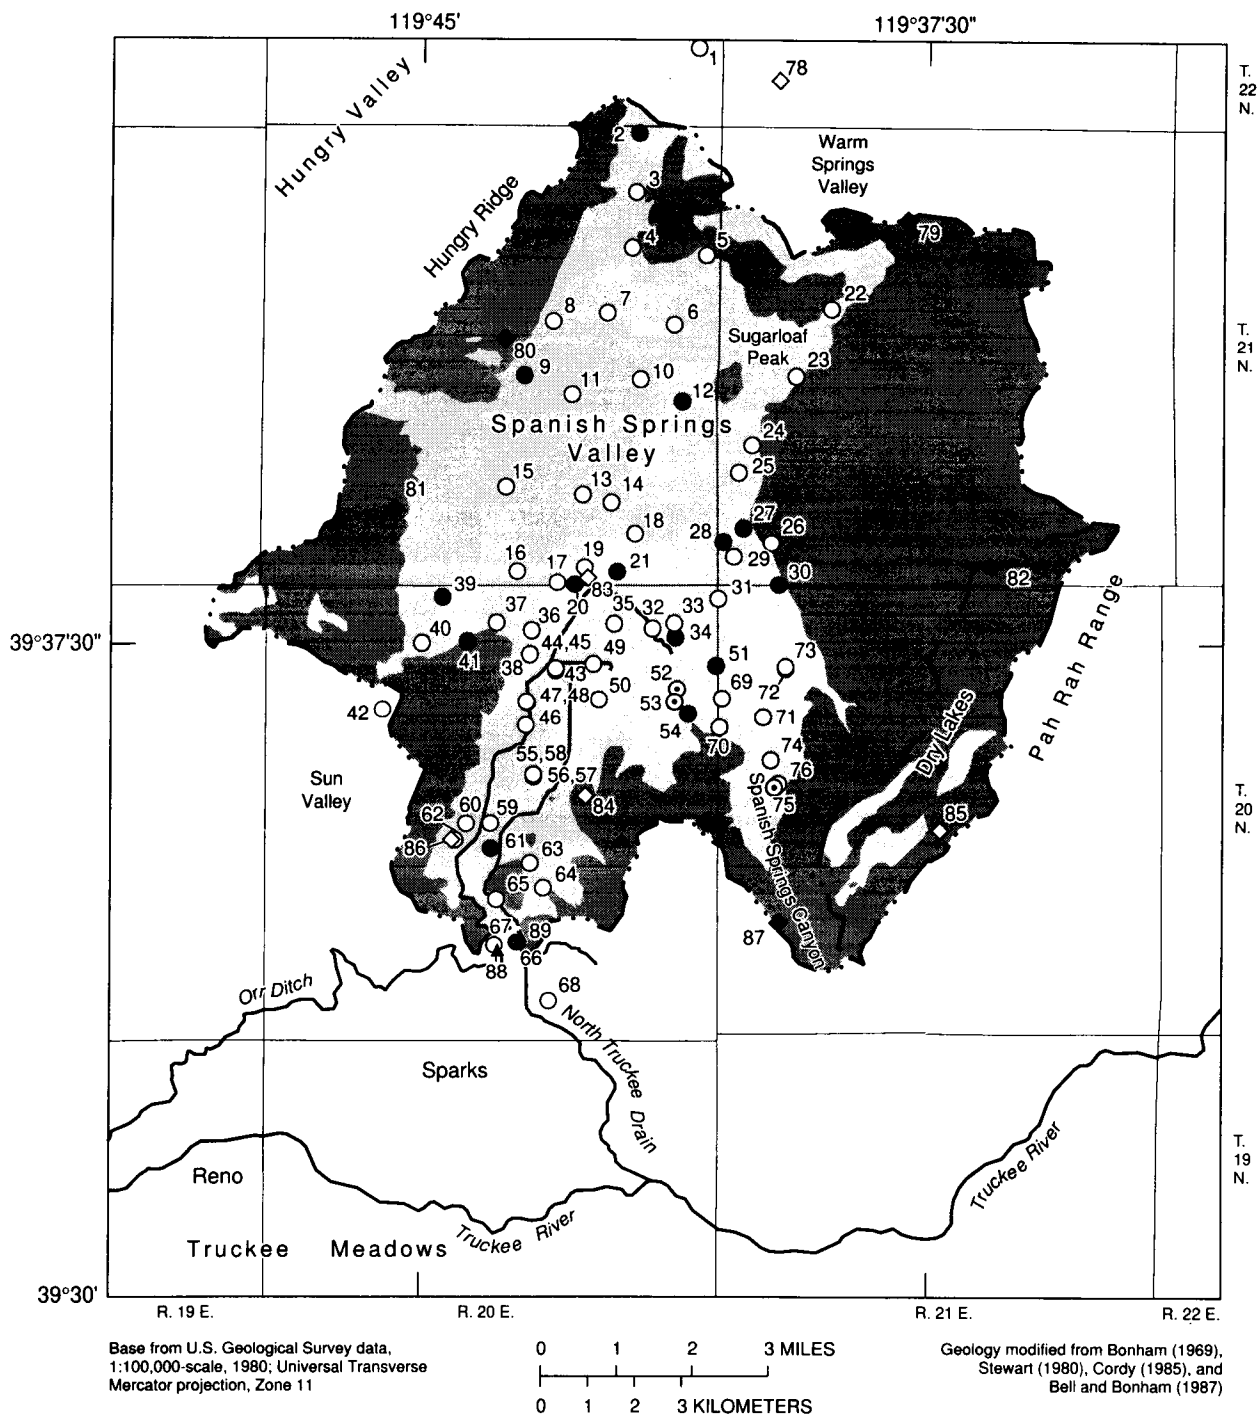 119°45'
119°37'30"
T.
22
N.
1
78
Hungry Valley
2
Warm
Springs
Valley
3
Hungry Ridge
4
5
79
22
8
7
6
Sugarloaf
Peak
T.
21
N.
80
9
23
11
10
12
Spanish Springs
Valley
24
25
15
13
14
81
18
27
26
28
19
21
29
16
17
30
82
39
83
31
20
37
36
35
32
33
34
39°37'30"
40
41
44,45
49
51
73
38
43
52
69
72
47,48
50
53
42
46
54
71
70
Pah Rah Range
Dry Lakes
74
55,58
76
Sun
Valley
56,57
75
84
T.
20
N.
62
60
59
85
86
61
63
Spanish Springs Canyon
65
64
67
89
87
88
66
Orr Ditch
68
North Truckee Drain
Sparks
T.
19
N.
Reno
Truckee River
Truckee River
Truckee Meadows
39°30'
R. 19 E.
R. 20 E.
R. 21 E.
R. 22 E.
Base from U.S. Geological Survey data,
1:100,000-scale, 1980; Universal Transverse
Mercator projection, Zone 11
0 1 2 3 MILES
0 1 2 3 KILOMETERS
Geology modified from Bonham (1969),
Stewart (1980), Cordy (1985), and
Bell and Bonham (1987)